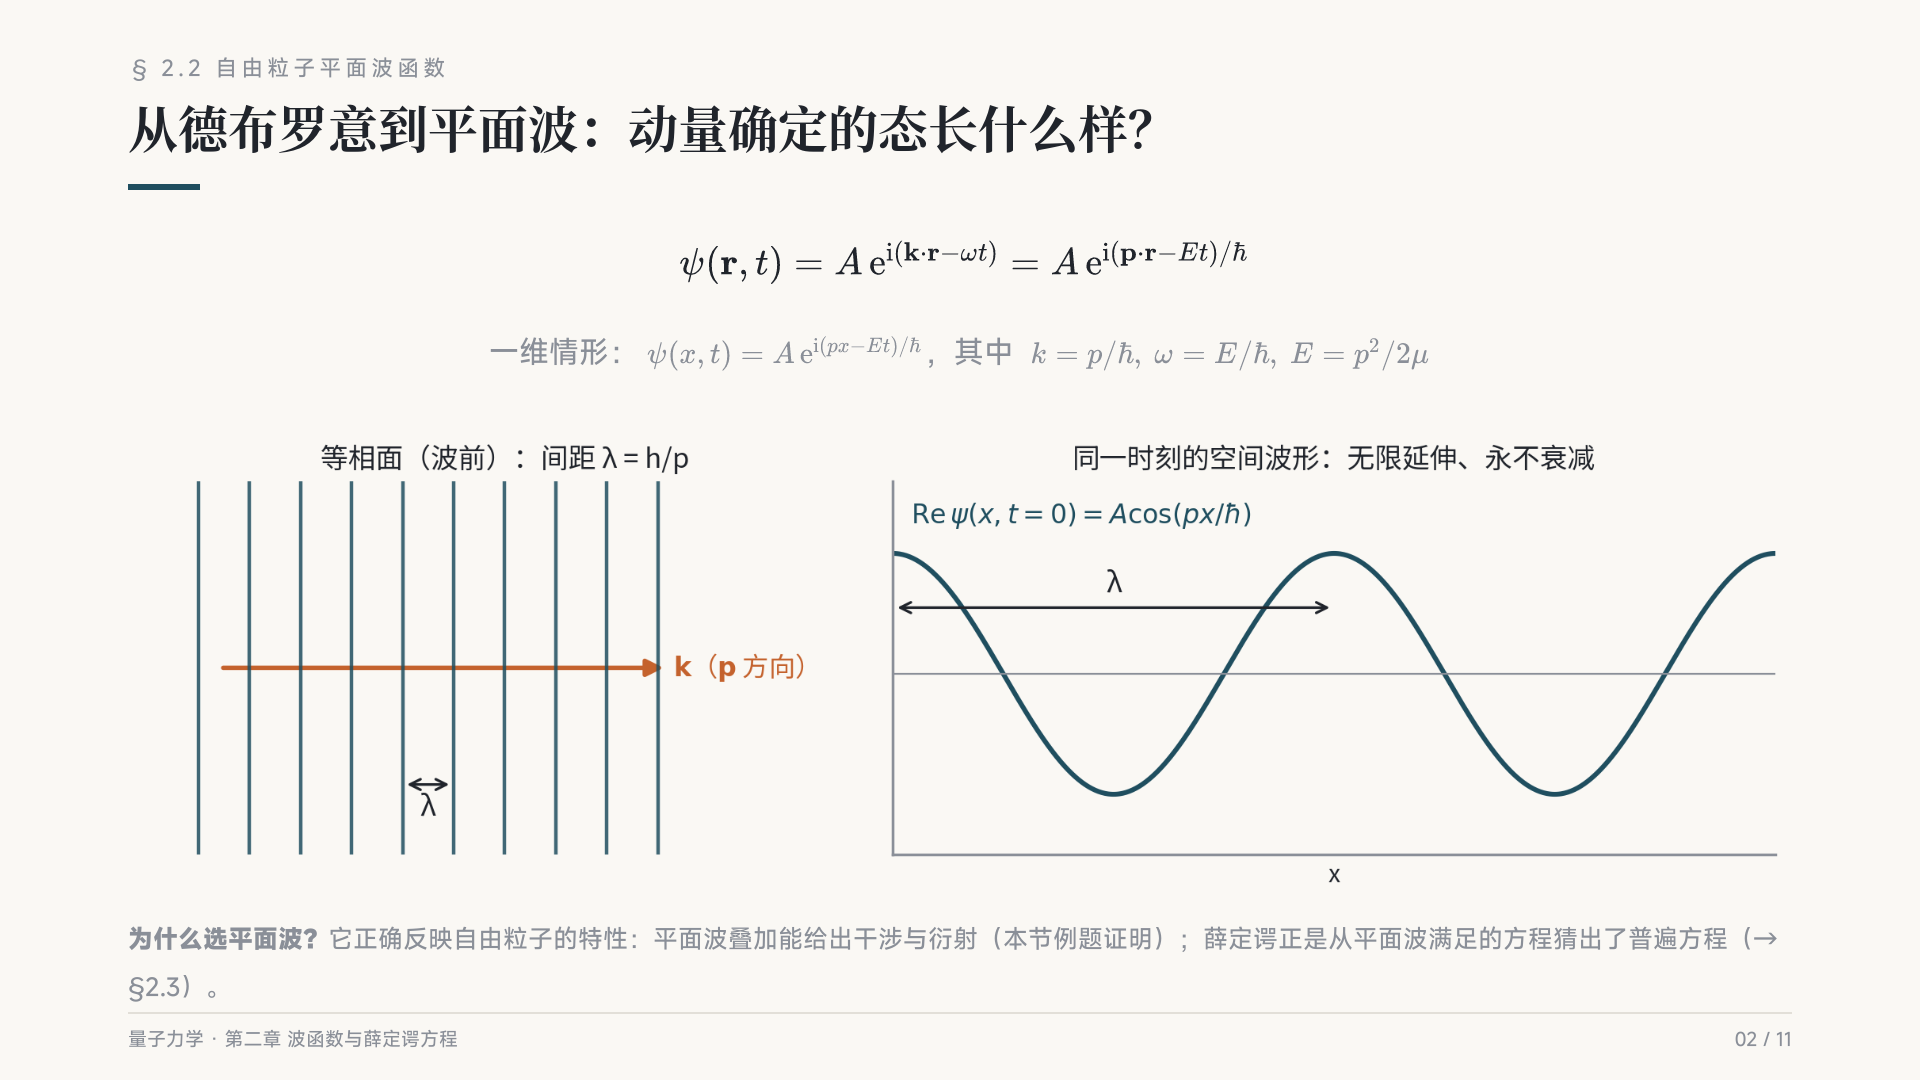 § 2.2 自由粒子平面波函数
从德布罗意到平面波：动量确定的态长什么样？
ψ(r, t) = A e^{i(k·r−ωt)} = A e^{i(p·r−Et)/ħ}
一维情形： ψ(x, t) = A e^{i(px−Et)/ħ}，其中 k = p/ħ, ω = E/ħ, E = p²/2μ
等相面（波前）：间距 λ = h/p
k（p 方向）
λ
同一时刻的空间波形：无限延伸、永不衰减
Re ψ(x, t = 0) = Acos(px/ħ)
λ
x
为什么选平面波？它正确反映自由粒子的特性：平面波叠加能给出干涉与衍射（本节例题证明）；薛定谔正是从平面波满足的方程猜出了普遍方程（→
§2.3）。
量子力学 · 第二章 波函数与薛定谔方程
02 / 11